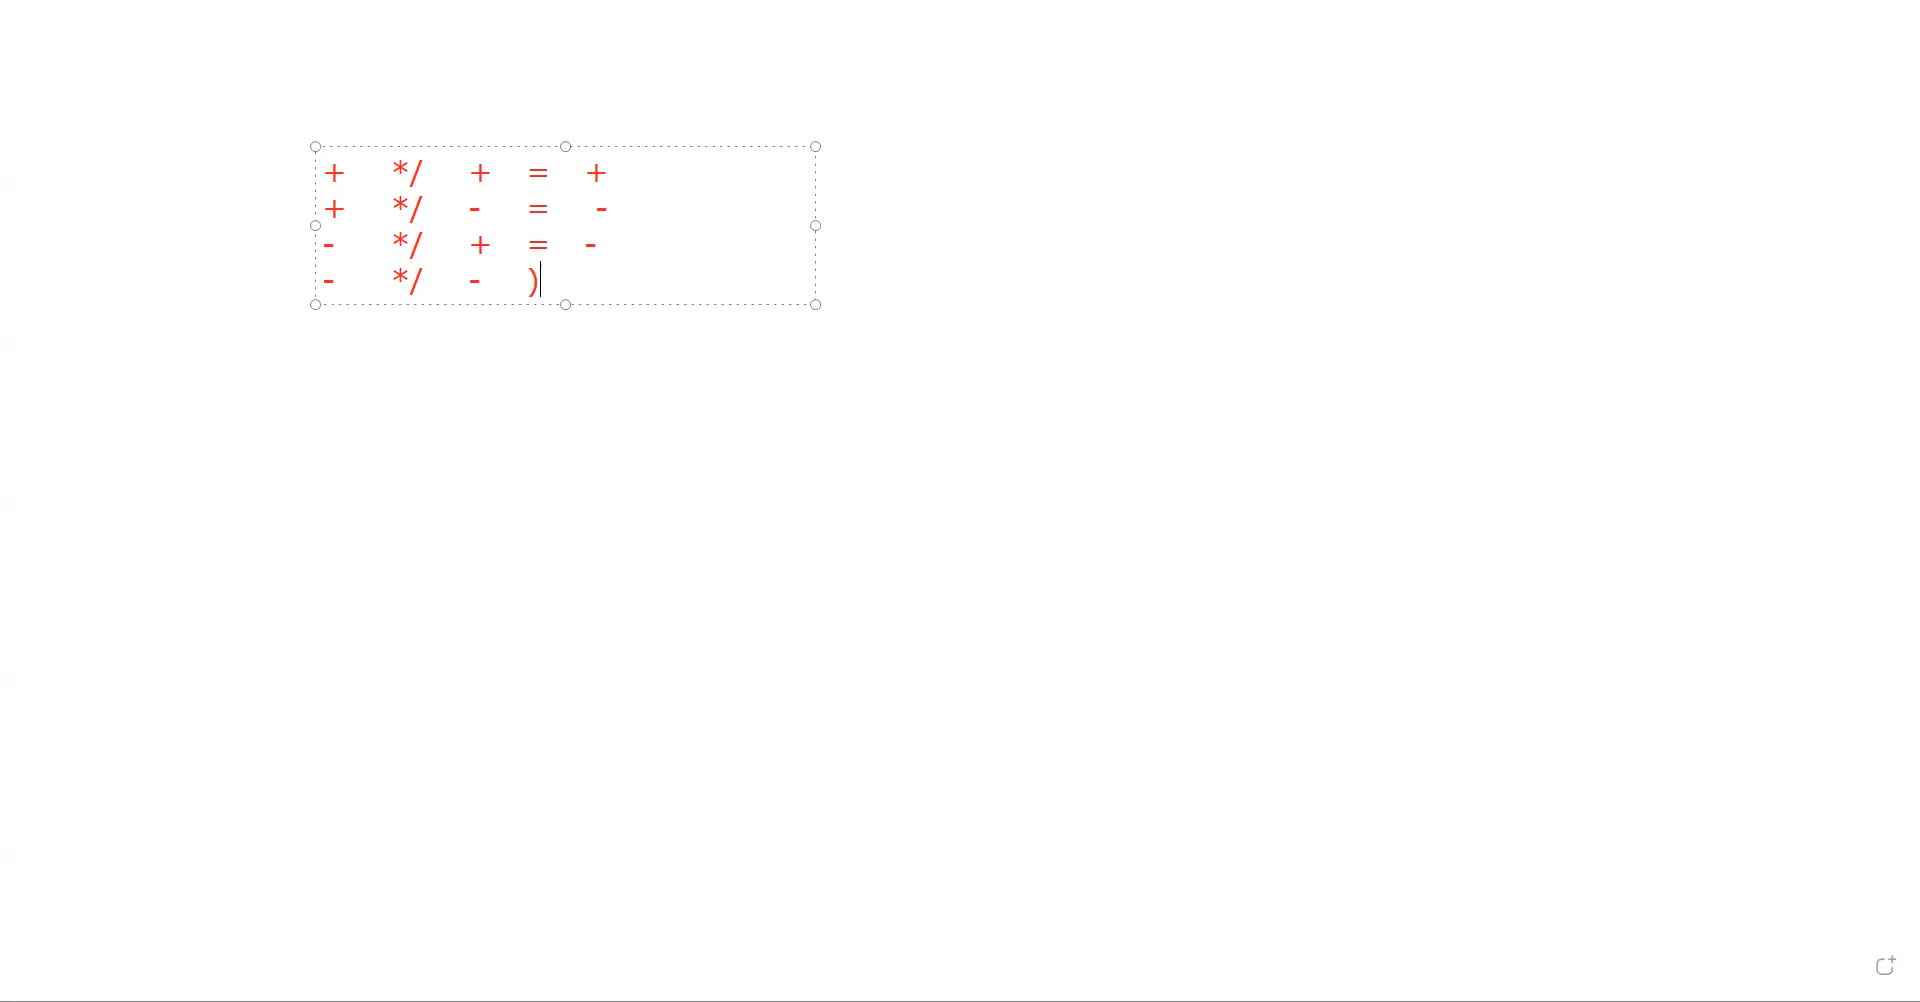 + */ + = +
+ */ - = -
- */ + = -
- */ - )